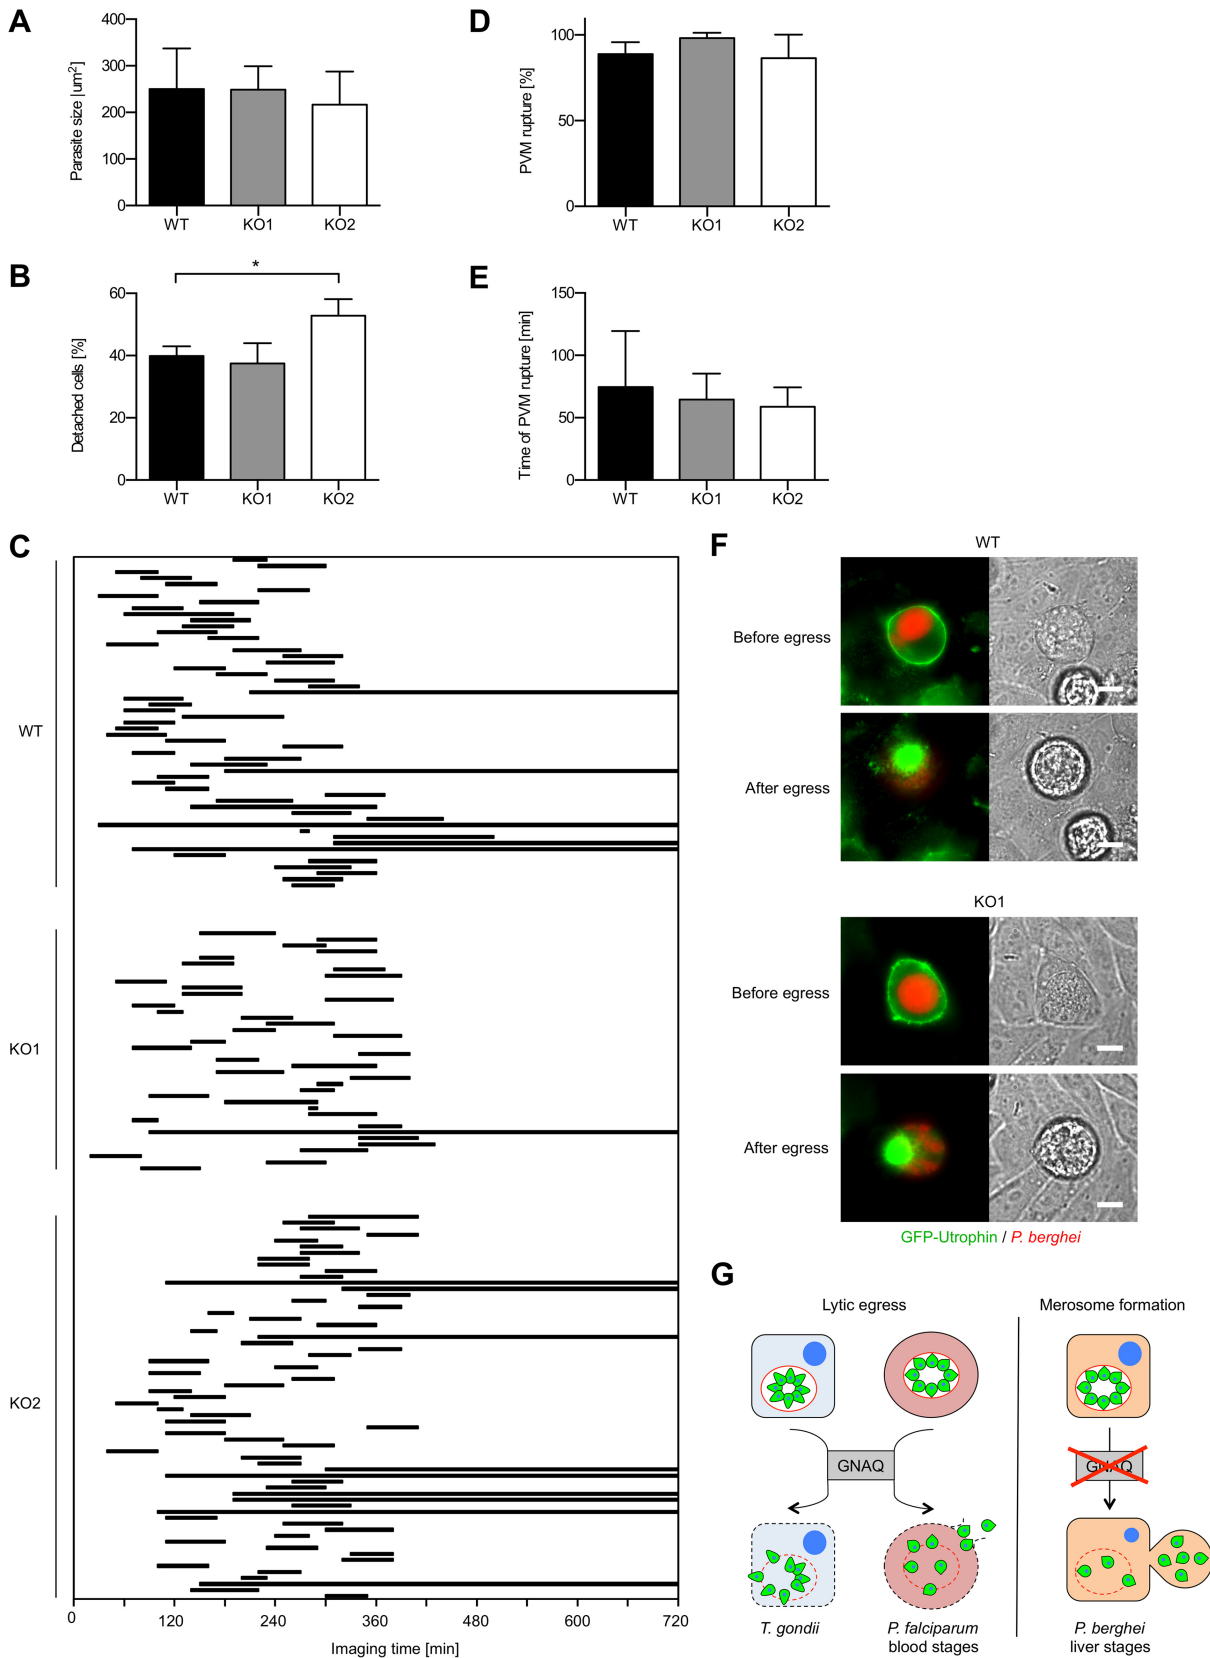 A
Parasite size [um²]
400
300
200
100
0
WT
KO1
KO2
D
PVM rupture [%]
100
50
0
WT
KO1
KO2
B
*
Detached cells [%]
60
40
20
0
WT
KO1
KO2
E
Time of PVM rupture [min]
150
100
50
0
WT
KO1
KO2
C
WT
KO1
KO2
0
120
240
360
480
600
720
Imaging time [min]
F
WT
Before egress
After egress
KO1
Before egress
After egress
GFP-Utrophin / P. berghei
G
Lytic egress
Merosome formation
GNAQ
GNAQ
T. gondii
P. falciparum
blood stages
P. berghei
liver stages